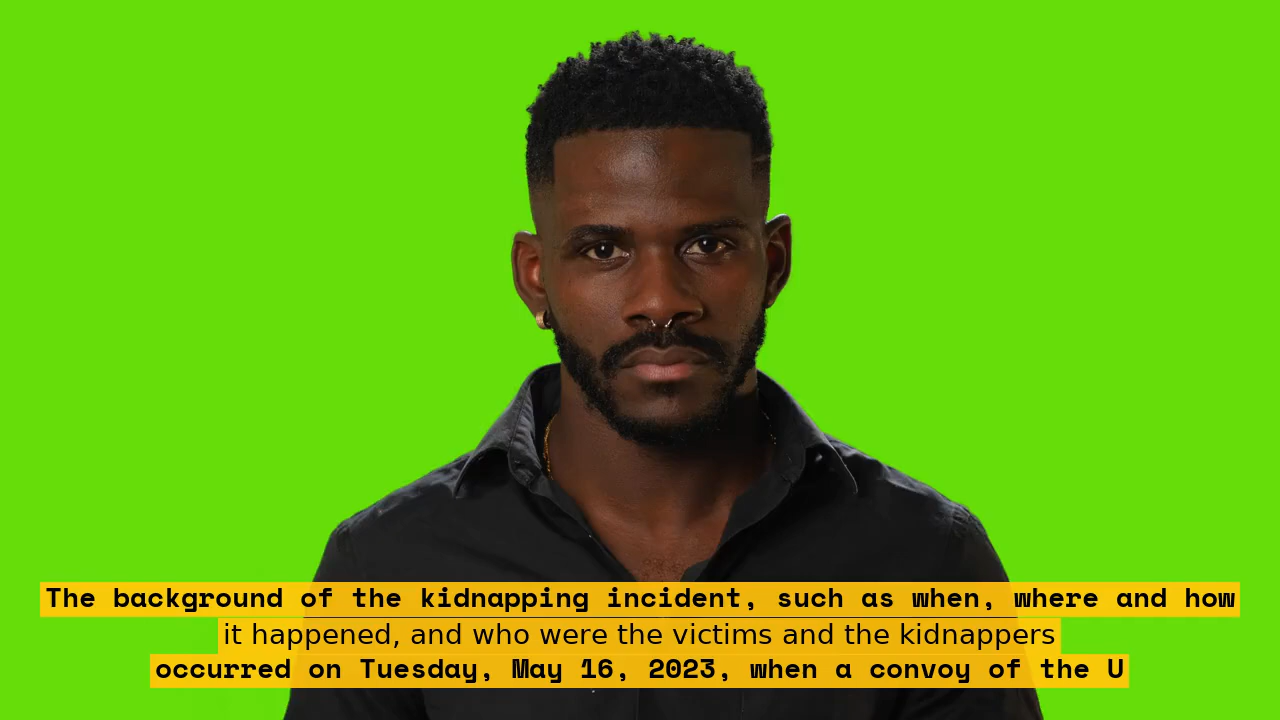 The background of the kidnapping incident, such as when, where and how
it happened, and who were the victims and the kidnappers
occurred on Tuesday, May 16, 2023, when a convoy of the U